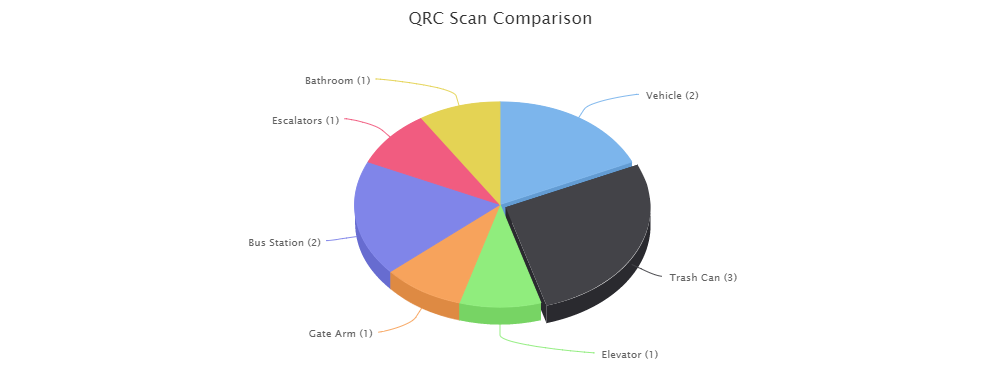 QRC Scan Comparison
Bathroom (1)
Vehicle (2)
Escalators (1)
Bus Station (2)
Trash Can (3)
Gate Arm (1)
Elevator (1)